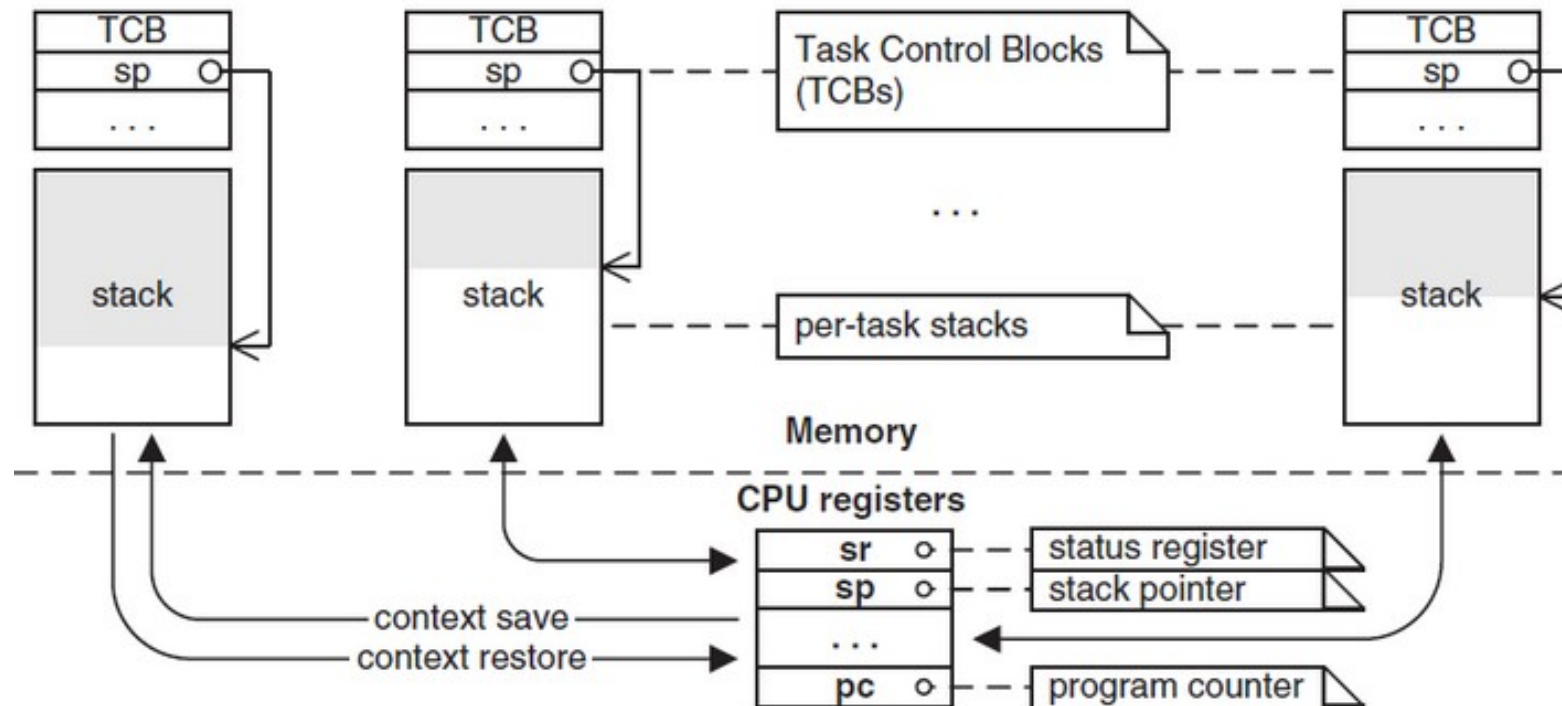 TCB
sp
. . .
stack
TCB
sp
. . .
stack
Task Control Blocks
(TCBs)
. . .
per-task stacks
TCB
sp
. . .
stack
Memory
CPU registers
sr
status register
sp
stack pointer
. . .
pc
program counter
context save
context restore